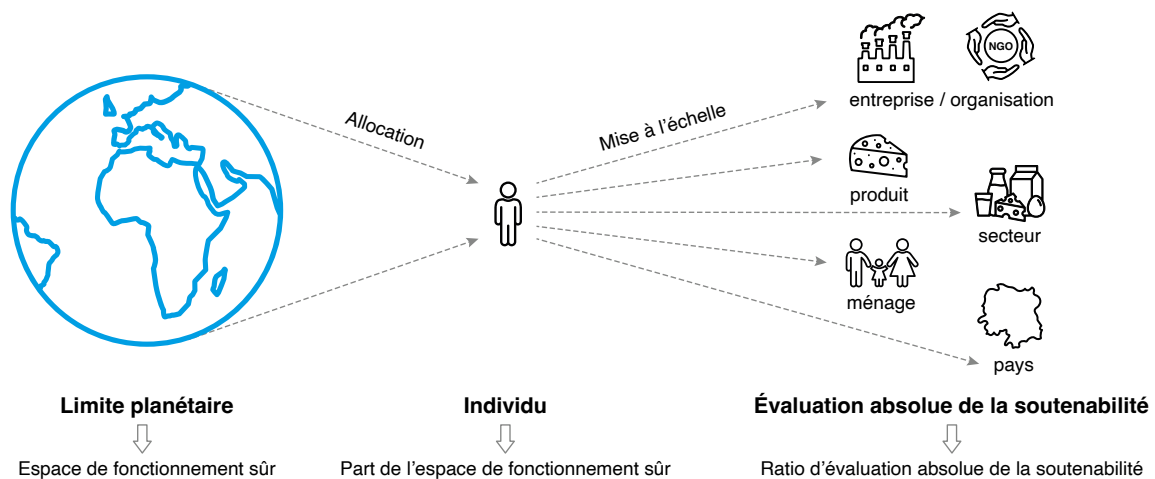 NGO
entreprise / organisation
Allocation
Mise à l’échelle
produit
secteur
ménage
pays
Limite planétaire
Individu
Évaluation absolue de la soutenabilité
Espace de fonctionnement sûr
Part de l’espace de fonctionnement sûr
Ratio d’évaluation absolue de la soutenabilité